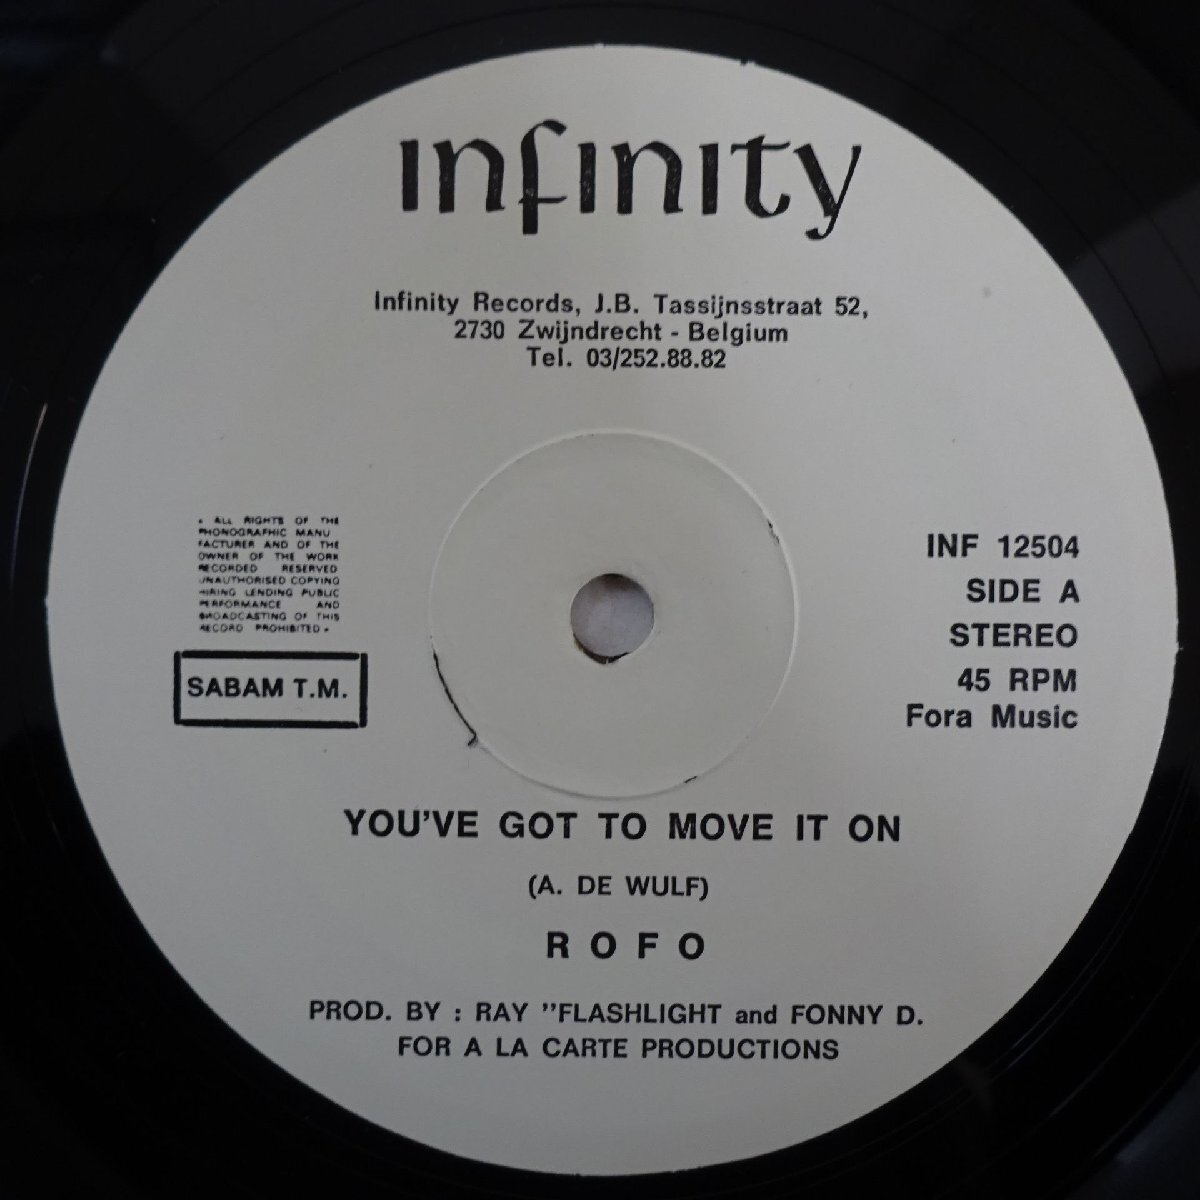 infinity
Infinity Records, J.B. Tassijnsstraat 52,
2730 Zwijndrecht - Belgium
Tel. 03/252.88.82
• ALL RIGHTS OF THE
PHONOGRAPHIC MANU
FACTURER AND OF THE
OWNER OF THE WORK
RECORDED RESERVED
UNAUTHORISED COPYING
HIRING LENDING PUBLIC
PERFORMANCE AND
BROADCASTING OF THIS
RECORD PROHIBITED •
SABAM T.M.
INF 12504
SIDE A
STEREO
45 RPM
Fora Music
YOU'VE GOT TO MOVE IT ON
(A. DE WULF)
ROFO
PROD. BY : RAY "FLASHLIGHT and FONNY D.
FOR A LA CARTE PRODUCTIONS